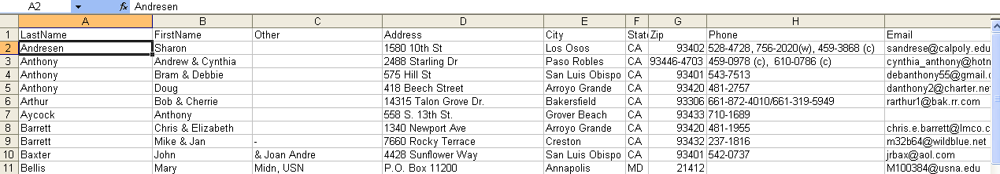 A2 fx Andresen
A B C D E F G H
1 LastName FirstName Other Address City State Zip Phone Email
2 Andresen Sharon 1580 10th St Los Osos CA 93402 528-4728, 756-2020(w), 459-3868 (c) sandrese@calpoly.edu
3 Anthony Andrew & Cynthia 2488 Starling Dr Paso Robles CA 93446-4703 459-0978 (c), 610-0786 (c) cynthia_anthony@hotn
4 Anthony Bram & Debbie 575 Hill St San Luis Obispo CA 93401 543-7513 debanthony55@gmail.c
5 Anthony Doug 418 Beech Street Arroyo Grande CA 93420 481-2757 danthony2@charter.ne
6 Arthur Bob & Cherrie 14315 Talon Grove Dr. Bakersfield CA 93306 661-872-4010/661-319-5949 rarthur1@bak.rr.com
7 Aycock Anthony 558 S. 13th St. Grover Beach CA 93433 710-1689
8 Barrett Chris & Elizabeth 1340 Newport Ave Arroyo Grande CA 93420 481-1955 chris.e.barrett@lmco.c
9 Barrett Mike & Jan - 7660 Rocky Terrace Creston CA 93432 237-1816 m32b64@wildblue.net
10 Baxter John & Joan Andre 4428 Sunflower Way San Luis Obispo CA 93401 542-0737 jrbax@aol.com
11 Bellis Mary Midn, USN P.O. Box 11200 Annapolis MD 21412 M100384@usna.edu